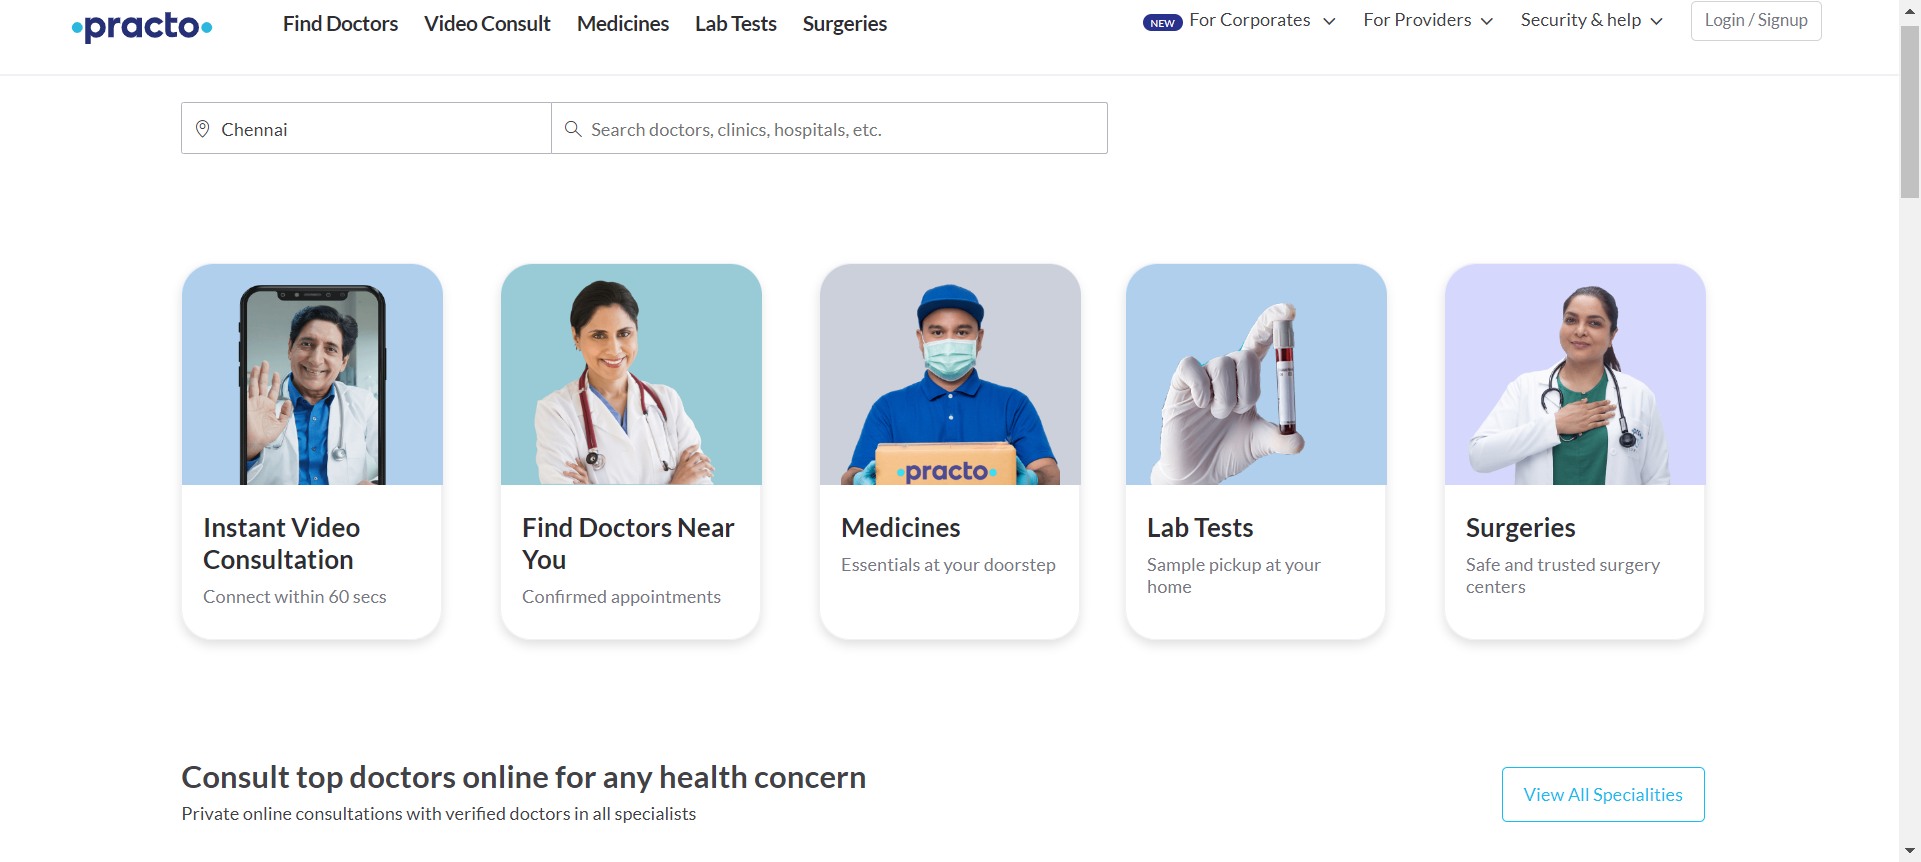 practo
Find Doctors Video Consult Medicines Lab Tests Surgeries
NEW For Corporates For Providers Security & help Login / Signup
Chennai
Search doctors, clinics, hospitals, etc.
practo
Instant Video
Consultation
Connect within 60 secs
Find Doctors Near
You
Confirmed appointments
Medicines
Essentials at your doorstep
Lab Tests
Sample pickup at your
home
Surgeries
Safe and trusted surgery
centers
Consult top doctors online for any health concern
Private online consultations with verified doctors in all specialists
View All Specialities